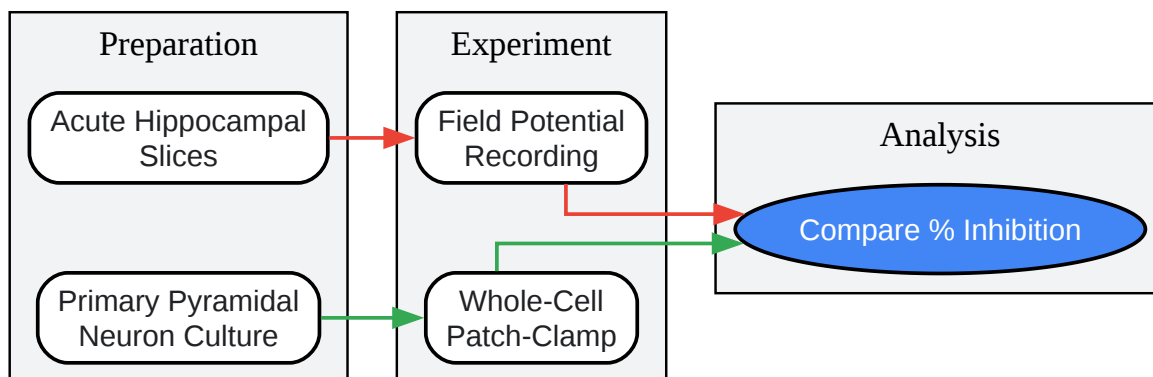 Preparation
Acute Hippocampal
Slices
Primary Pyramidal
Neuron Culture
Experiment
Field Potential
Recording
Whole-Cell
Patch-Clamp
Analysis
Compare % Inhibition